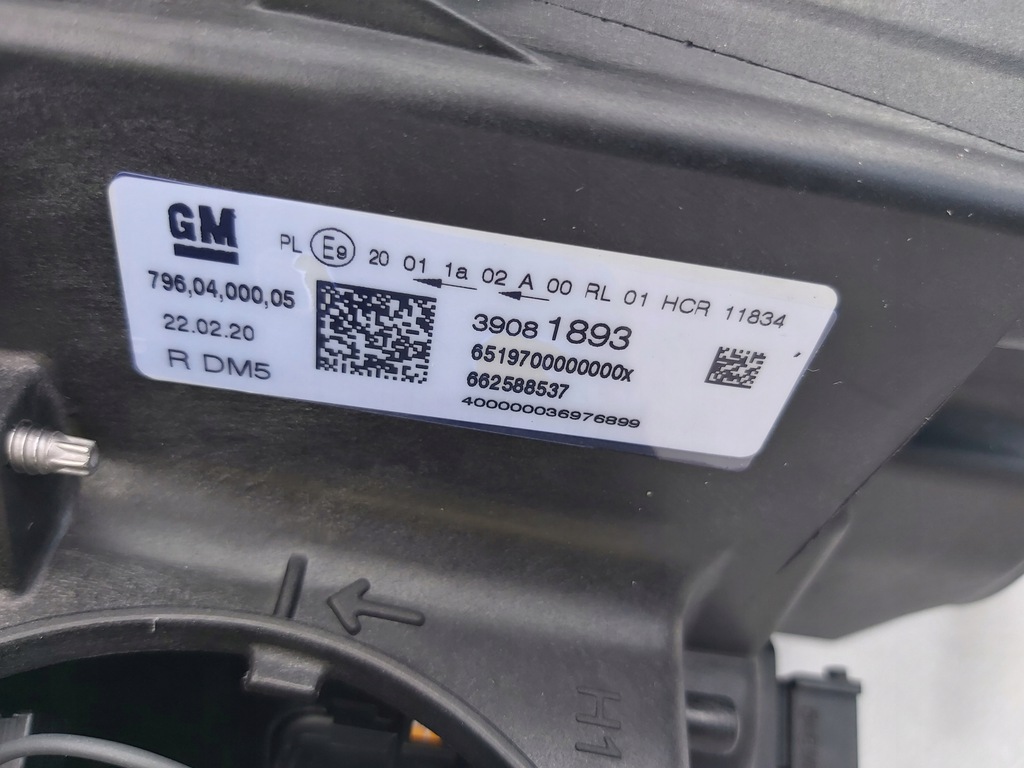 GM
PL E9 20 01 1a 02 A 00 RL 01 HCR 11834
796,04,000,05
22.02.20
R DM5
3908 1893
651970000000x
662588537
400000036976899
H1